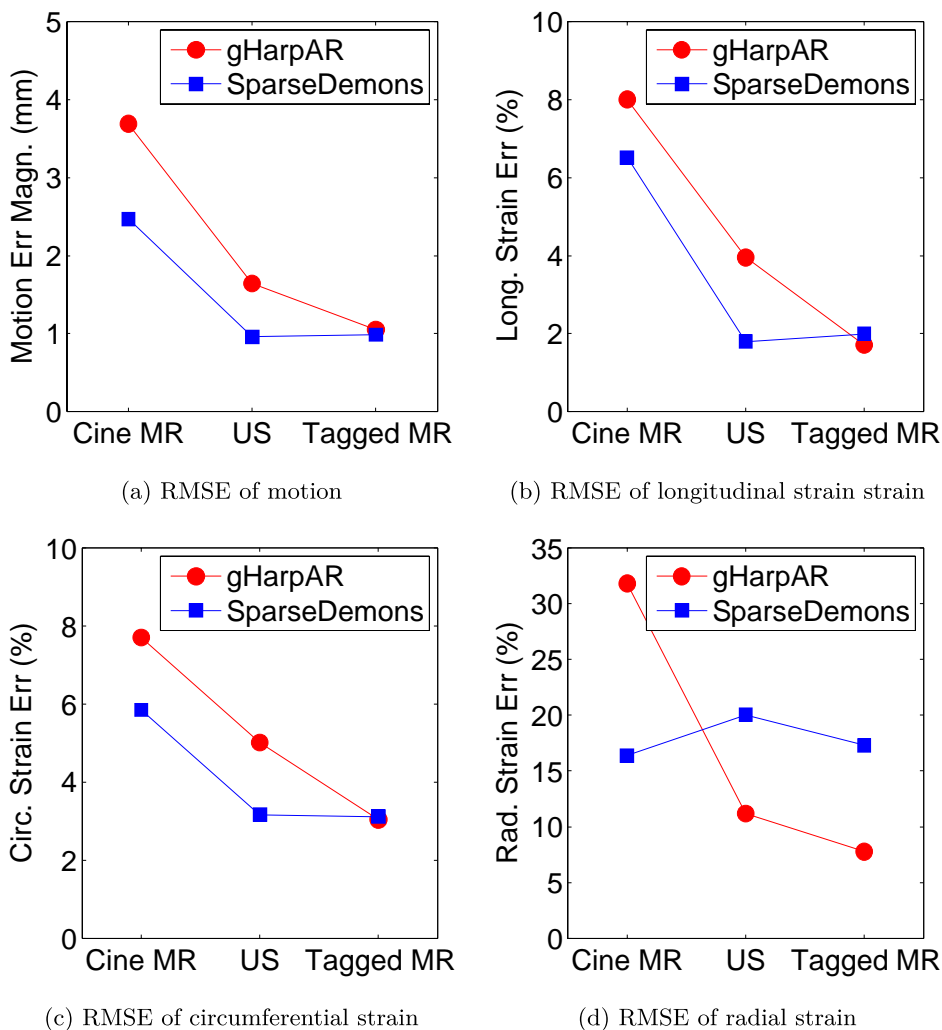 5
4
3
2
1
0
Motion Err Magn. (mm)
gHarpAR
SparseDemons
Cine MR US Tagged MR
(a) RMSE of motion
10
8
6
4
2
0
Long. Strain Err (%)
gHarpAR
SparseDemons
Cine MR US Tagged MR
(b) RMSE of longitudinal strain strain
10
8
6
4
2
0
Circ. Strain Err (%)
gHarpAR
SparseDemons
Cine MR US Tagged MR
(c) RMSE of circumferential strain
35
30
25
20
15
10
5
0
Rad. Strain Err (%)
gHarpAR
SparseDemons
Cine MR US Tagged MR
(d) RMSE of radial strain